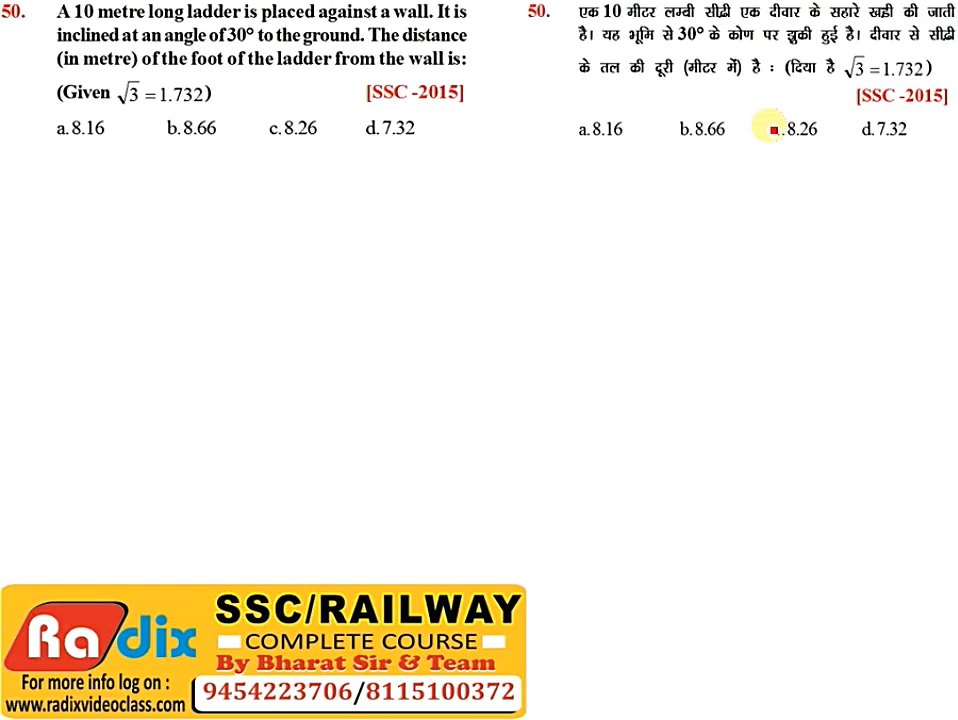 50. A 10 metre long ladder is placed against a wall. It is
inclined at an angle of 30° to the ground. The distance
(in metre) of the foot of the ladder from the wall is:
(Given √3 = 1.732) [SSC -2015]
a. 8.16 b. 8.66 c. 8.26 d. 7.32
50. एक 10 मीटर लम्बी सीढ़ी एक दीवार के सहारे खड़ी की जाती
है। यह भूमि से 30° के कोण पर झुकी हुई है। दीवार से सीढ़ी
के तल की दूरी (मीटर में) है : (दिया है √3 = 1.732)
[SSC -2015]
a. 8.16 b. 8.66 . 8.26 d. 7.32
Radix
SSC/RAILWAY
COMPLETE COURSE
By Bharat Sir & Team
For more info log on :
www.radixvideoclass.com
9454223706/8115100372